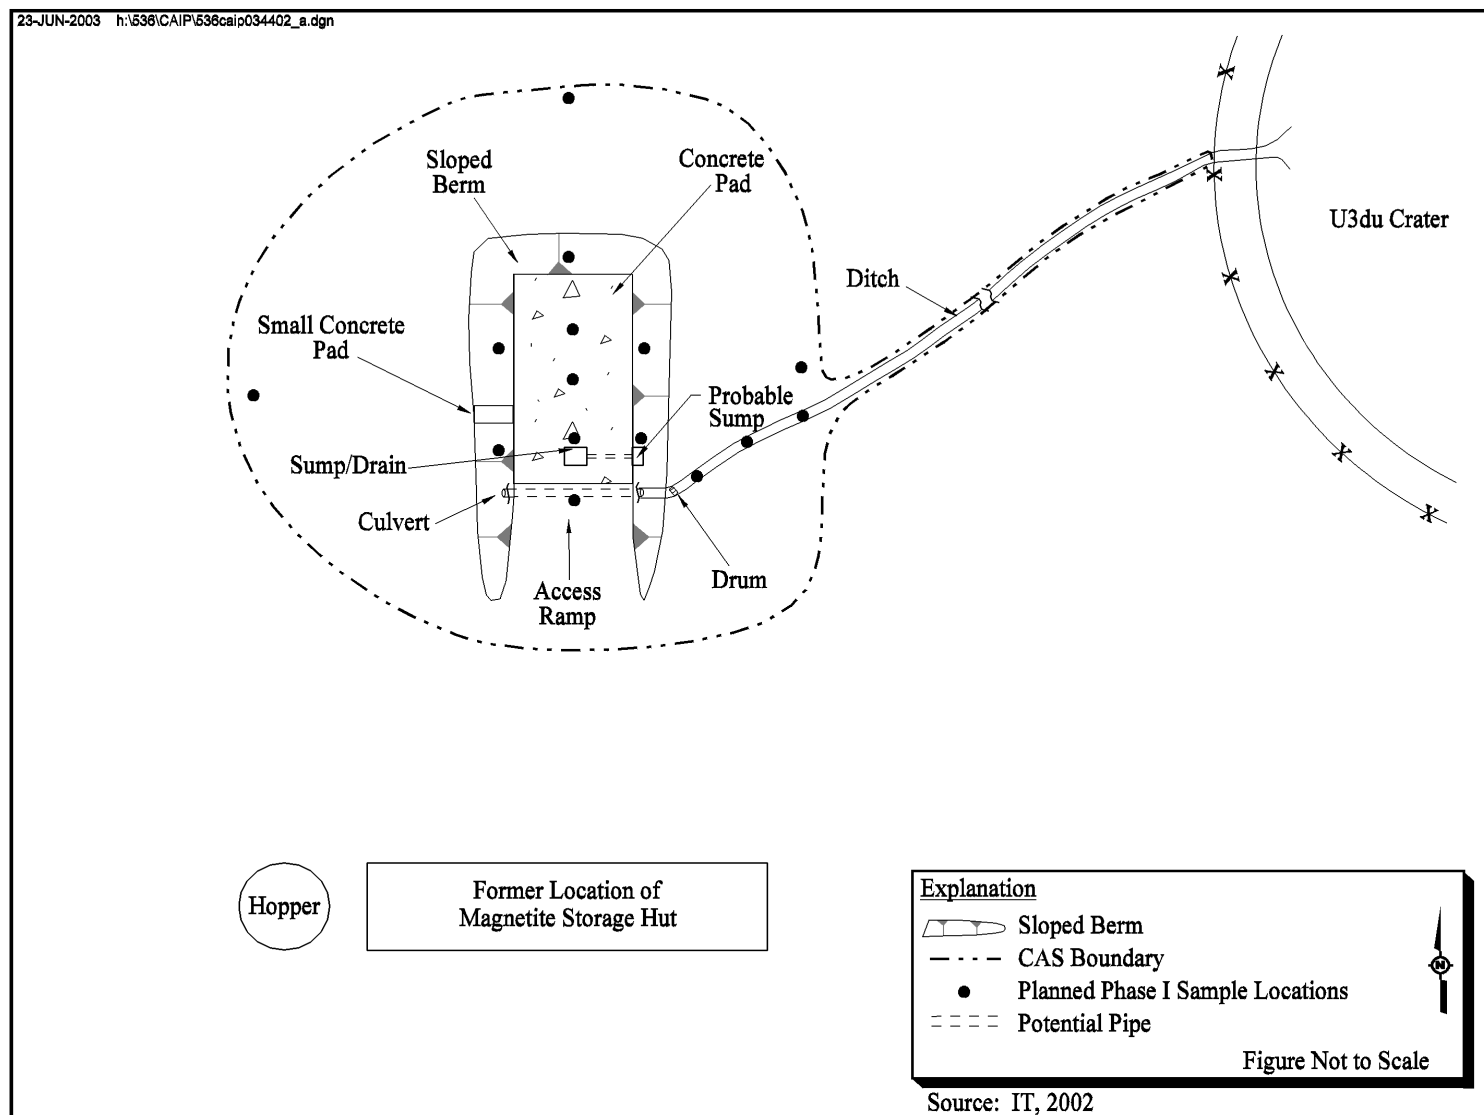 23-JUN-2003 h:\536\CAIP\536caip034402_a.dgn
Sloped
Berm
Concrete
Pad
U3du Crater
Ditch
Small Concrete
Pad
Probable
Sump
Sump/Drain
Culvert
Drum
Access
Ramp
Hopper
Former Location of
Magnetite Storage Hut
Explanation
Sloped Berm
CAS Boundary
Planned Phase I Sample Locations
Potential Pipe
N
Figure Not to Scale
Source: IT, 2002